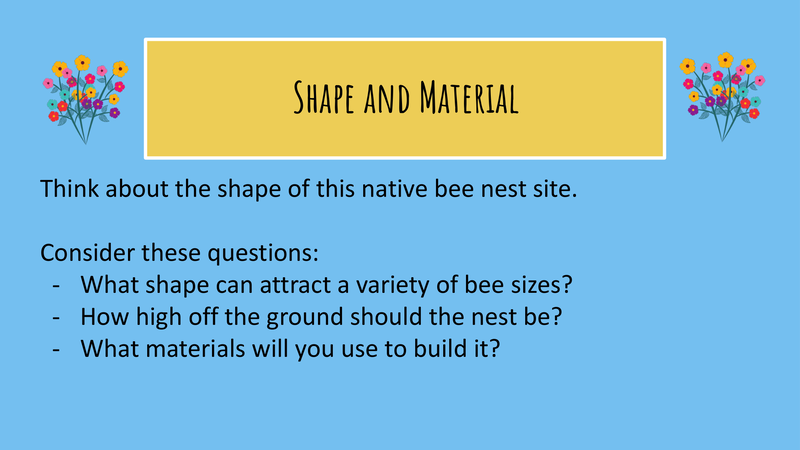 Shape and Material
Think about the shape of this native bee nest site.
Consider these questions:
- What shape can attract a variety of bee sizes?
- How high off the ground should the nest be?
- What materials will you use to build it?